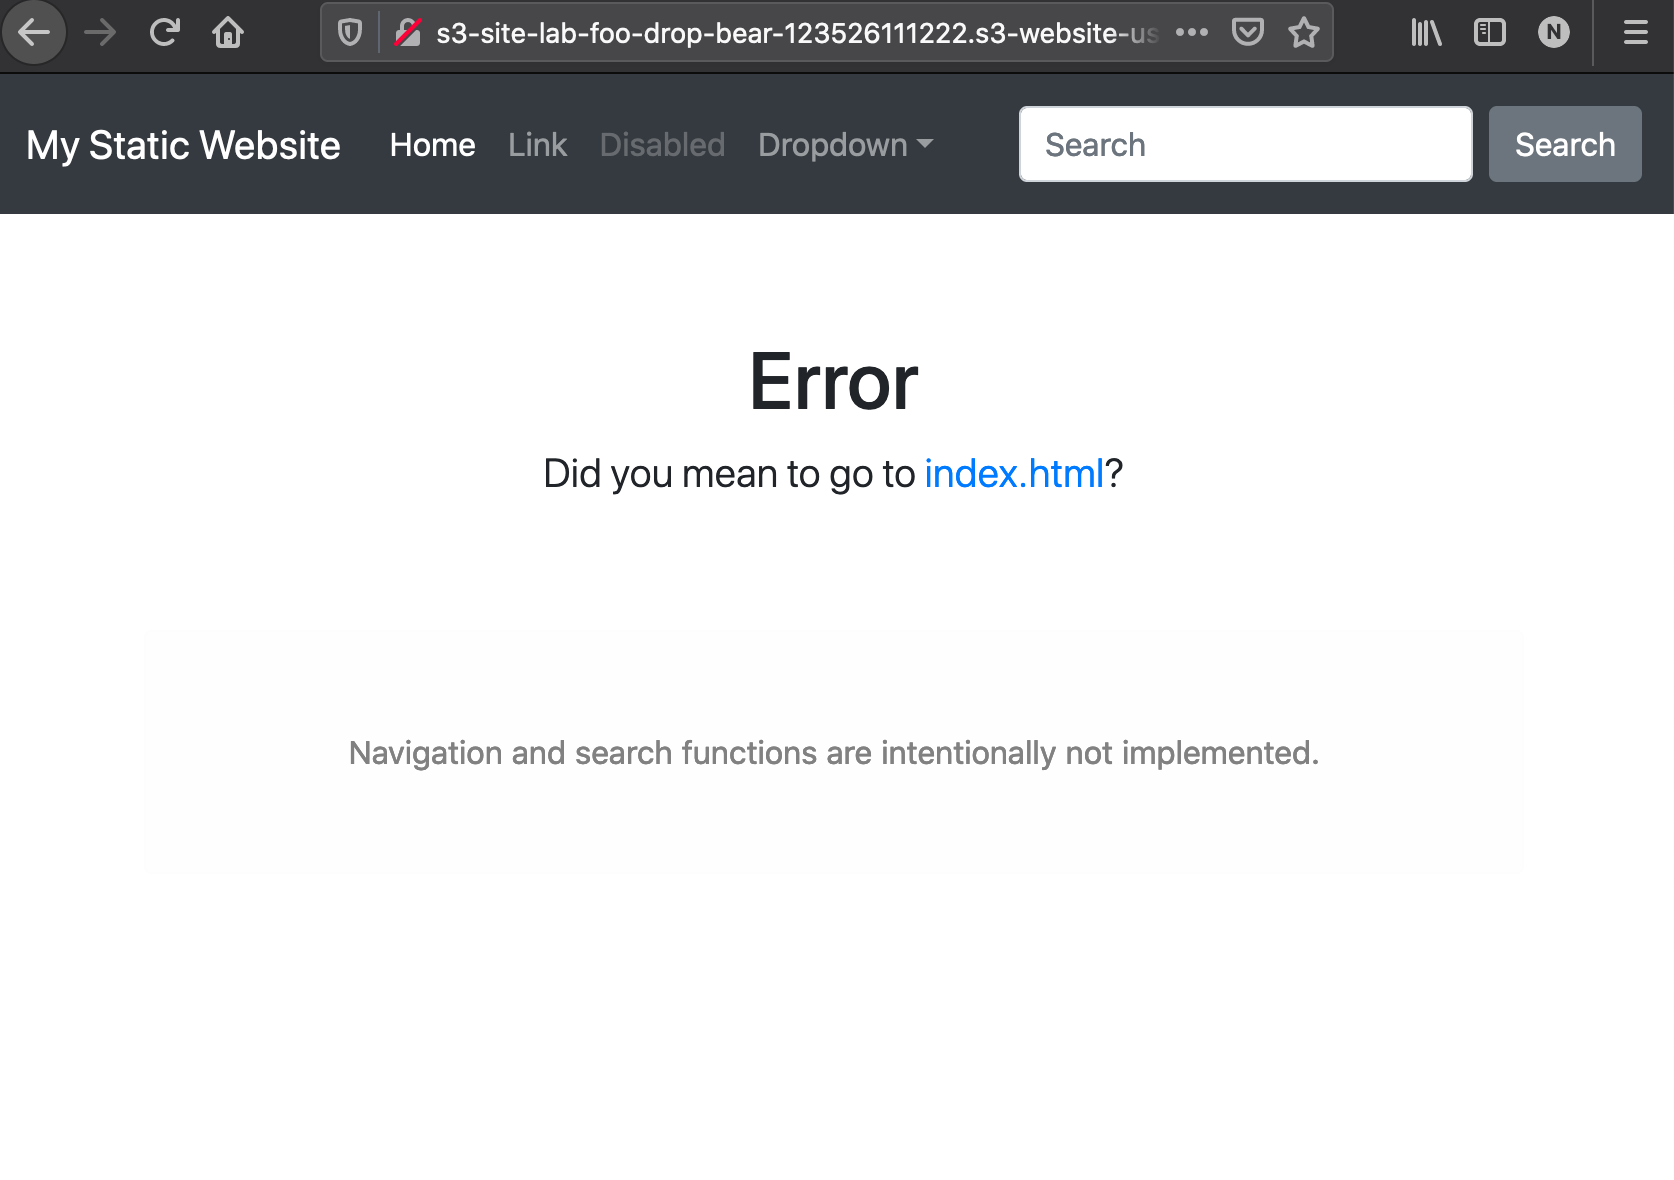 s3-site-lab-foo-drop-bear-123526111222.s3-website-us
N
My Static Website Home Link Disabled Dropdown Search Search
Error
Did you mean to go to index.html?
Navigation and search functions are intentionally not implemented.